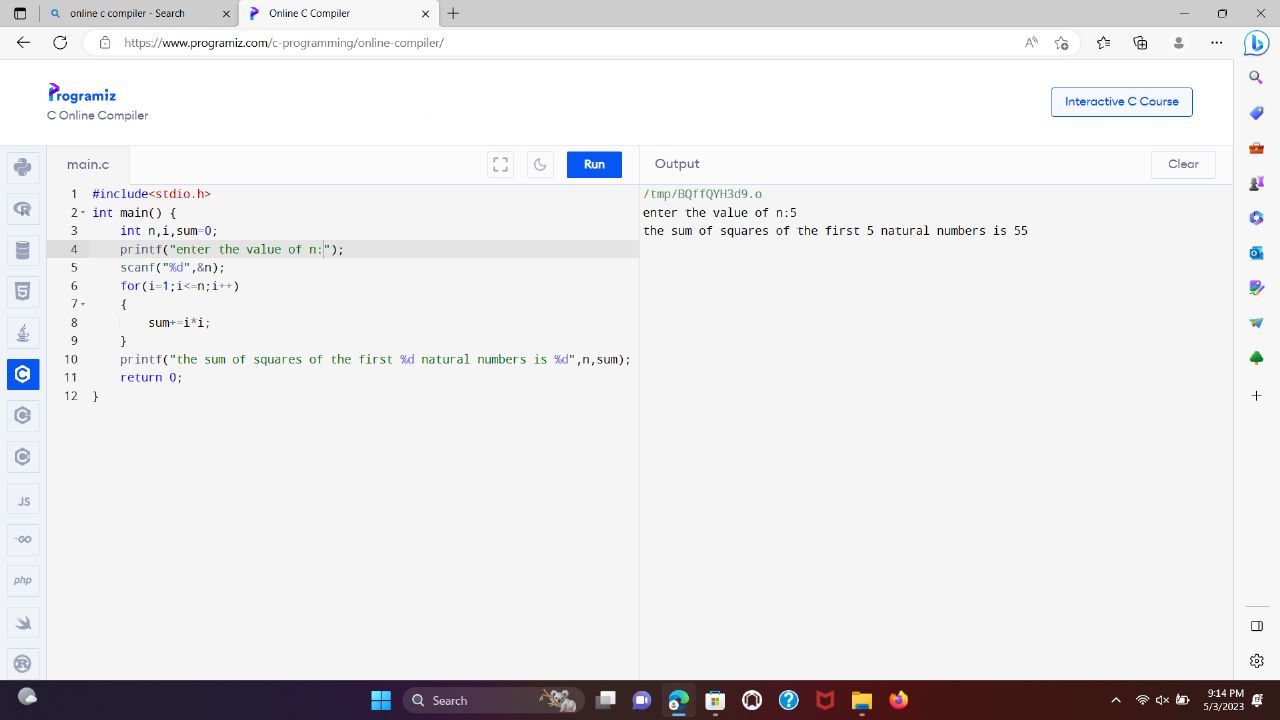 online c compiler - Search
Online C Compiler
https://www.programiz.com/c-programming/online-compiler/
Programiz
C Online Compiler
Interactive C Course
main.c
Run
Output
Clear
1 #include<stdio.h>
2 int main() {
3 int n,i,sum=0;
4 printf("enter the value of n:");
5 scanf("%d",&n);
6 for(i=1;i<=n;i++)
7 {
8 sum+=i*i;
9 }
10 printf("the sum of squares of the first %d natural numbers is %d",n,sum);
11 return 0;
12 }
/tmp/BQffQYH3d9.o
enter the value of n:5
the sum of squares of the first 5 natural numbers is 55
JS
-GO
php
Search
9:14 PM
5/3/2023